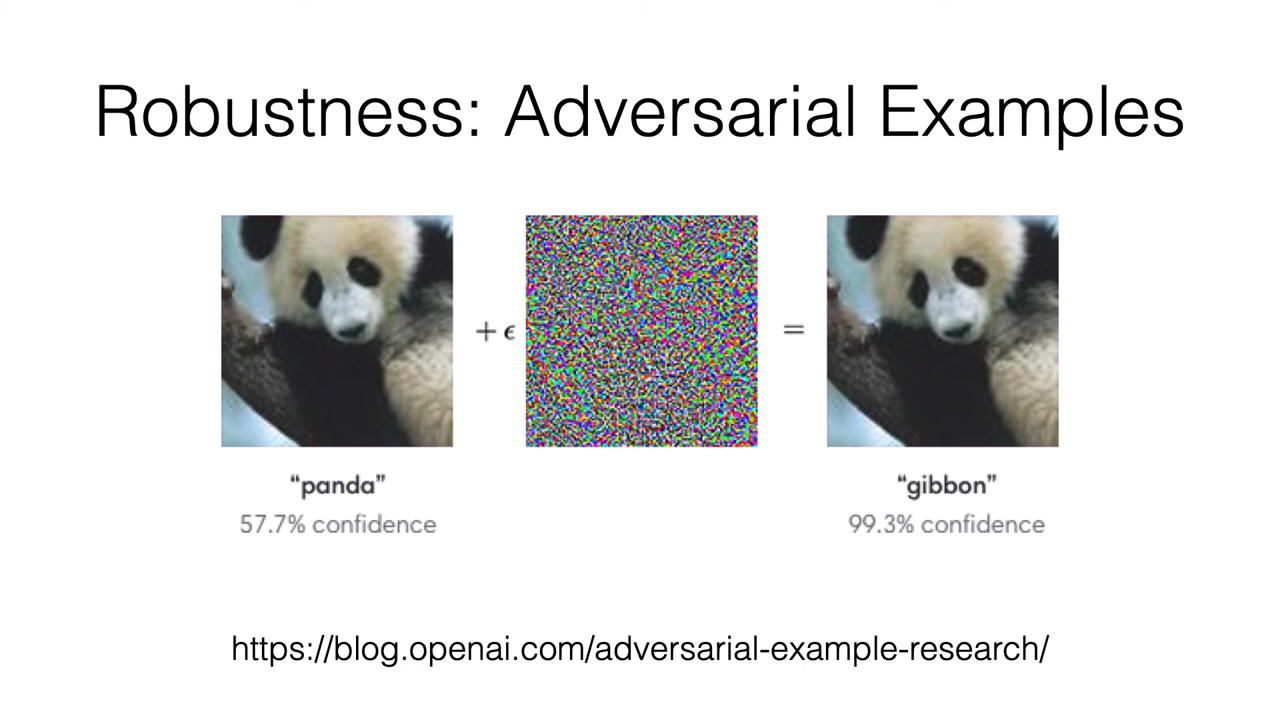 Robustness: Adversarial Examples
+ ϵ
=
“panda”
“gibbon”
57.7% confidence
99.3% confidence
https://blog.openai.com/adversarial-example-research/